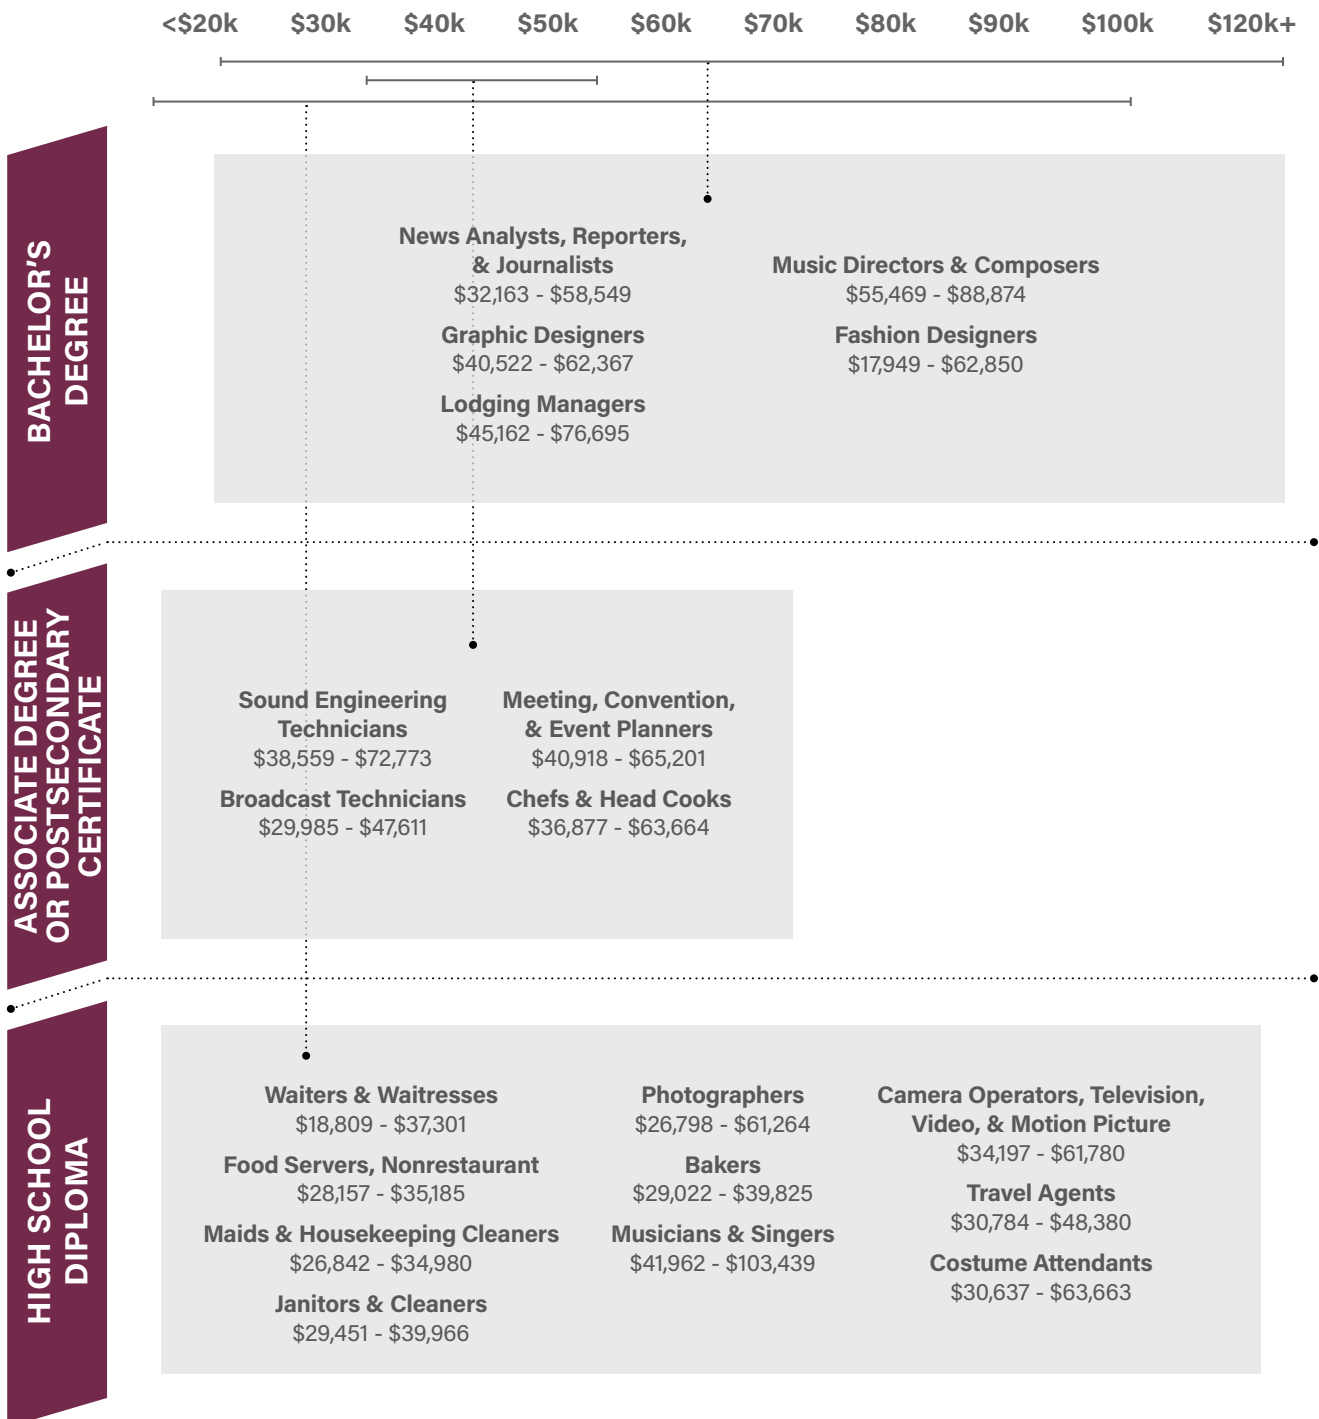 <$20k $30k $40k $50k $60k $70k $80k $90k $100k $120k+
BACHELOR'S
DEGREE
News Analysts, Reporters,
& Journalists
$32,163 - $58,549
Graphic Designers
$40,522 - $62,367
Lodging Managers
$45,162 - $76,695
Music Directors & Composers
$55,469 - $88,874
Fashion Designers
$17,949 - $62,850
ASSOCIATE DEGREE
OR POSTSECONDARY
CERTIFICATE
Sound Engineering
Technicians
$38,559 - $72,773
Broadcast Technicians
$29,985 - $47,611
Meeting, Convention,
& Event Planners
$40,918 - $65,201
Chefs & Head Cooks
$36,877 - $63,664
HIGH SCHOOL
DIPLOMA
Waiters & Waitresses
$18,809 - $37,301
Food Servers, Nonrestaurant
$28,157 - $35,185
Maids & Housekeeping Cleaners
$26,842 - $34,980
Janitors & Cleaners
$29,451 - $39,966
Photographers
$26,798 - $61,264
Bakers
$29,022 - $39,825
Musicians & Singers
$41,962 - $103,439
Camera Operators, Television,
Video, & Motion Picture
$34,197 - $61,780
Travel Agents
$30,784 - $48,380
Costume Attendants
$30,637 - $63,663